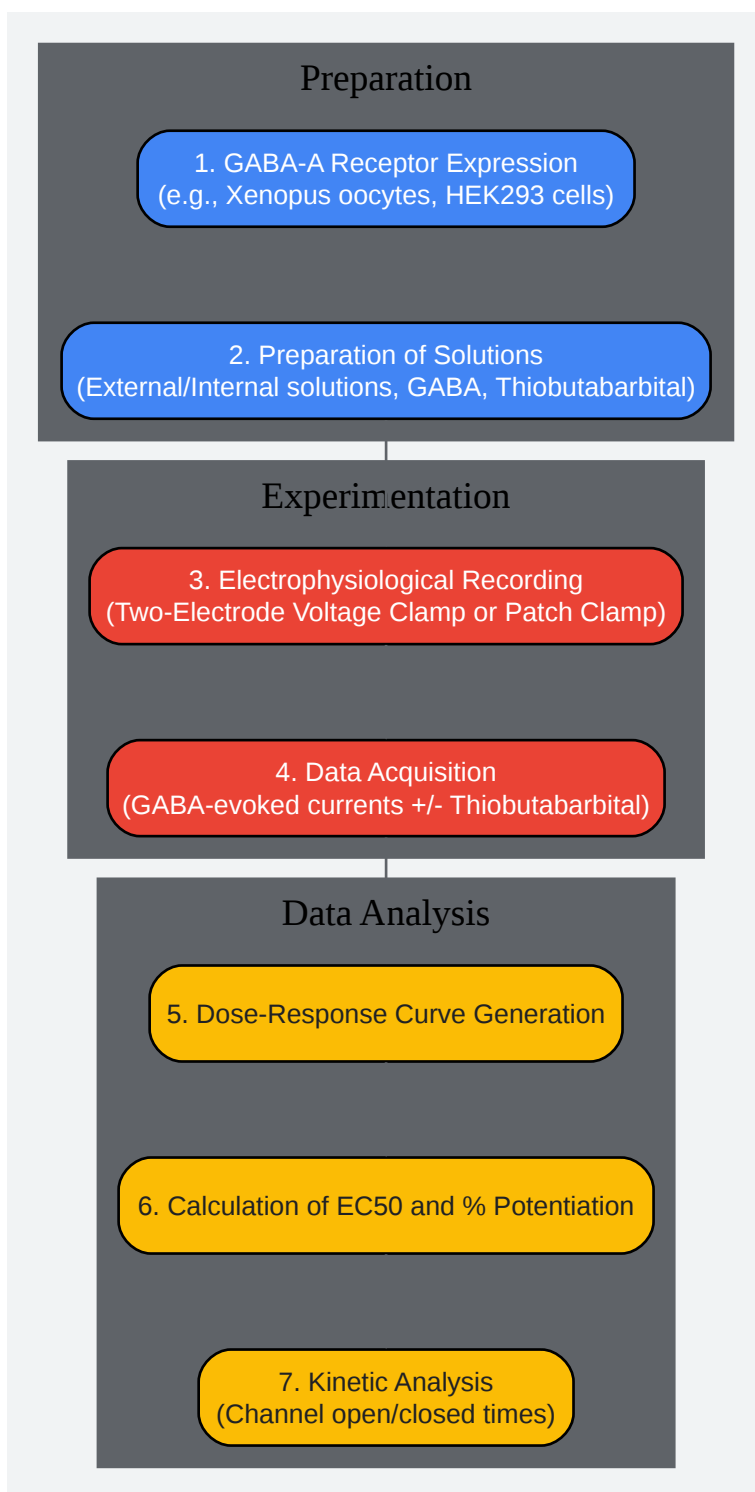 Preparation
1. GABA-A Receptor Expression
(e.g., Xenopus oocytes, HEK293 cells)
2. Preparation of Solutions
(External/Internal solutions, GABA, Thiobutabarbital)
Experimentation
3. Electrophysiological Recording
(Two-Electrode Voltage Clamp or Patch Clamp)
4. Data Acquisition
(GABA-evoked currents +/- Thiobutabarbital)
Data Analysis
5. Dose-Response Curve Generation
6. Calculation of EC50 and % Potentiation
7. Kinetic Analysis
(Channel open/closed times)